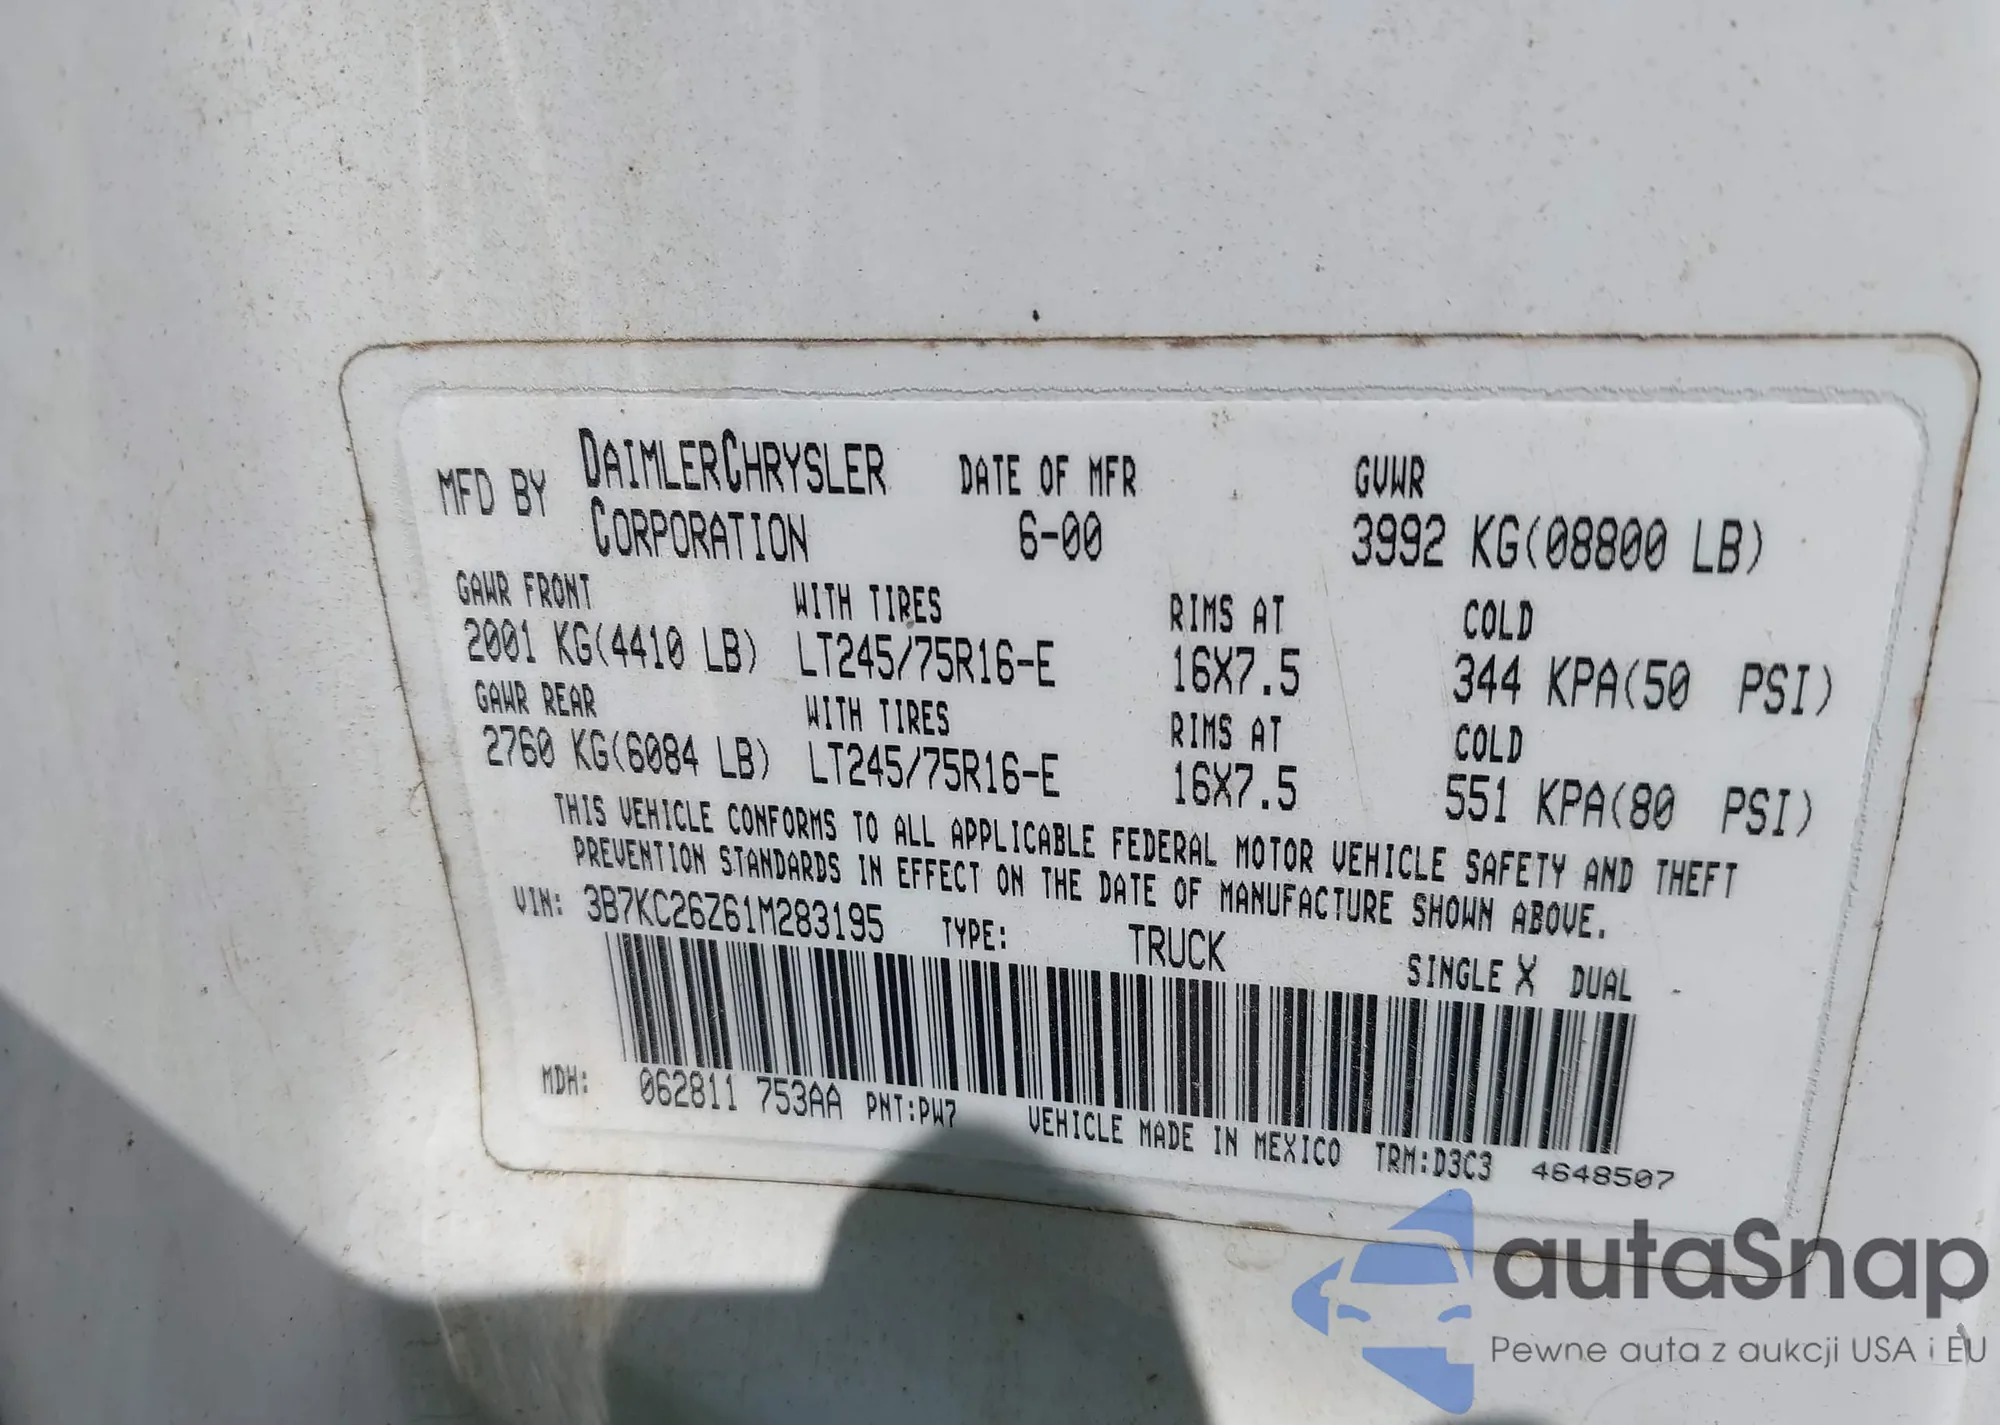 MFD BY DAIMLERCHRYSLER CORPORATION DATE OF MFR 6-00 GVWR 3992 KG(08800 LB)
GAWR FRONT WITH TIRES RIMS AT COLD
2001 KG(4410 LB) LT245/75R16-E 16X7.5 344 KPA(50 PSI)
GAWR REAR WITH TIRES RIMS AT COLD
2760 KG(6084 LB) LT245/75R16-E 16X7.5 551 KPA(80 PSI)
THIS VEHICLE CONFORMS TO ALL APPLICABLE FEDERAL MOTOR VEHICLE SAFETY AND THEFT
PREVENTION STANDARDS IN EFFECT ON THE DATE OF MANUFACTURE SHOWN ABOVE.
VIN: 3B7KC26Z61M283195 TYPE: TRUCK SINGLE X DUAL
MDH: 062811 753AA PNT:PW7 VEHICLE MADE IN MEXICO TRM:D3C3 4648507
autaSnap
Pewne auta z aukcji USA i EU